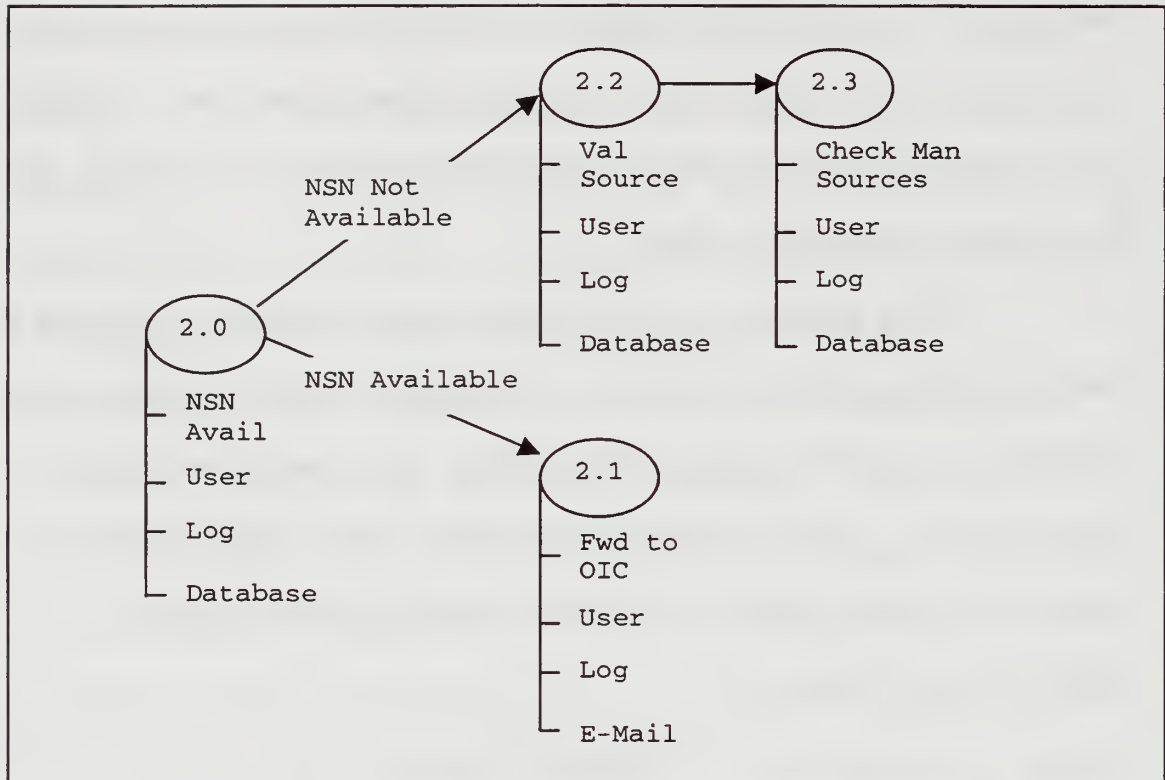 2.2
2.3
Val
Source
User
Log
Database
Check Man
Sources
User
Log
Database
NSN Not
Available
2.0
NSN Available
NSN
Avail
User
Log
Database
2.1
Fwd to
OIC
User
Log
E-Mail